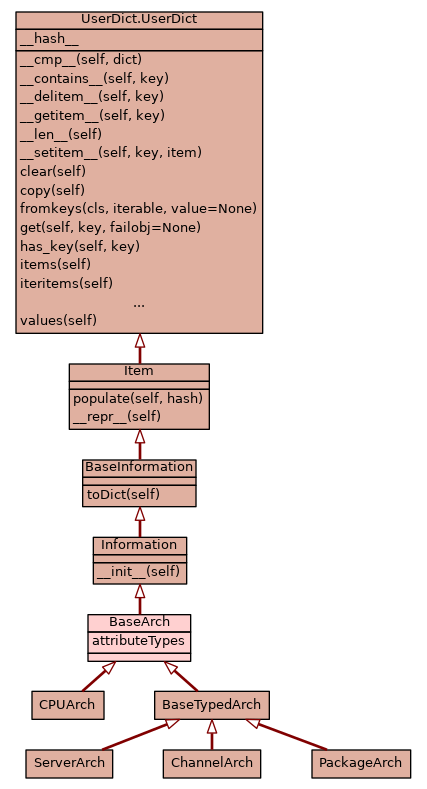 UserDict.UserDict
__hash__
__cmp__(self, dict)
__contains__(self, key)
__delitem__(self, key)
__getitem__(self, key)
__len__(self)
__setitem__(self, key, item)
clear(self)
copy(self)
fromkeys(cls, iterable, value=None)
get(self, key, failobj=None)
has_key(self, key)
items(self)
iteritems(self)
...
values(self)
Item
populate(self, hash)
__repr__(self)
BaseInformation
toDict(self)
Information
__init__(self)
BaseArch
attributeTypes
CPUArch BaseTypedArch
ServerArch ChannelArch PackageArch